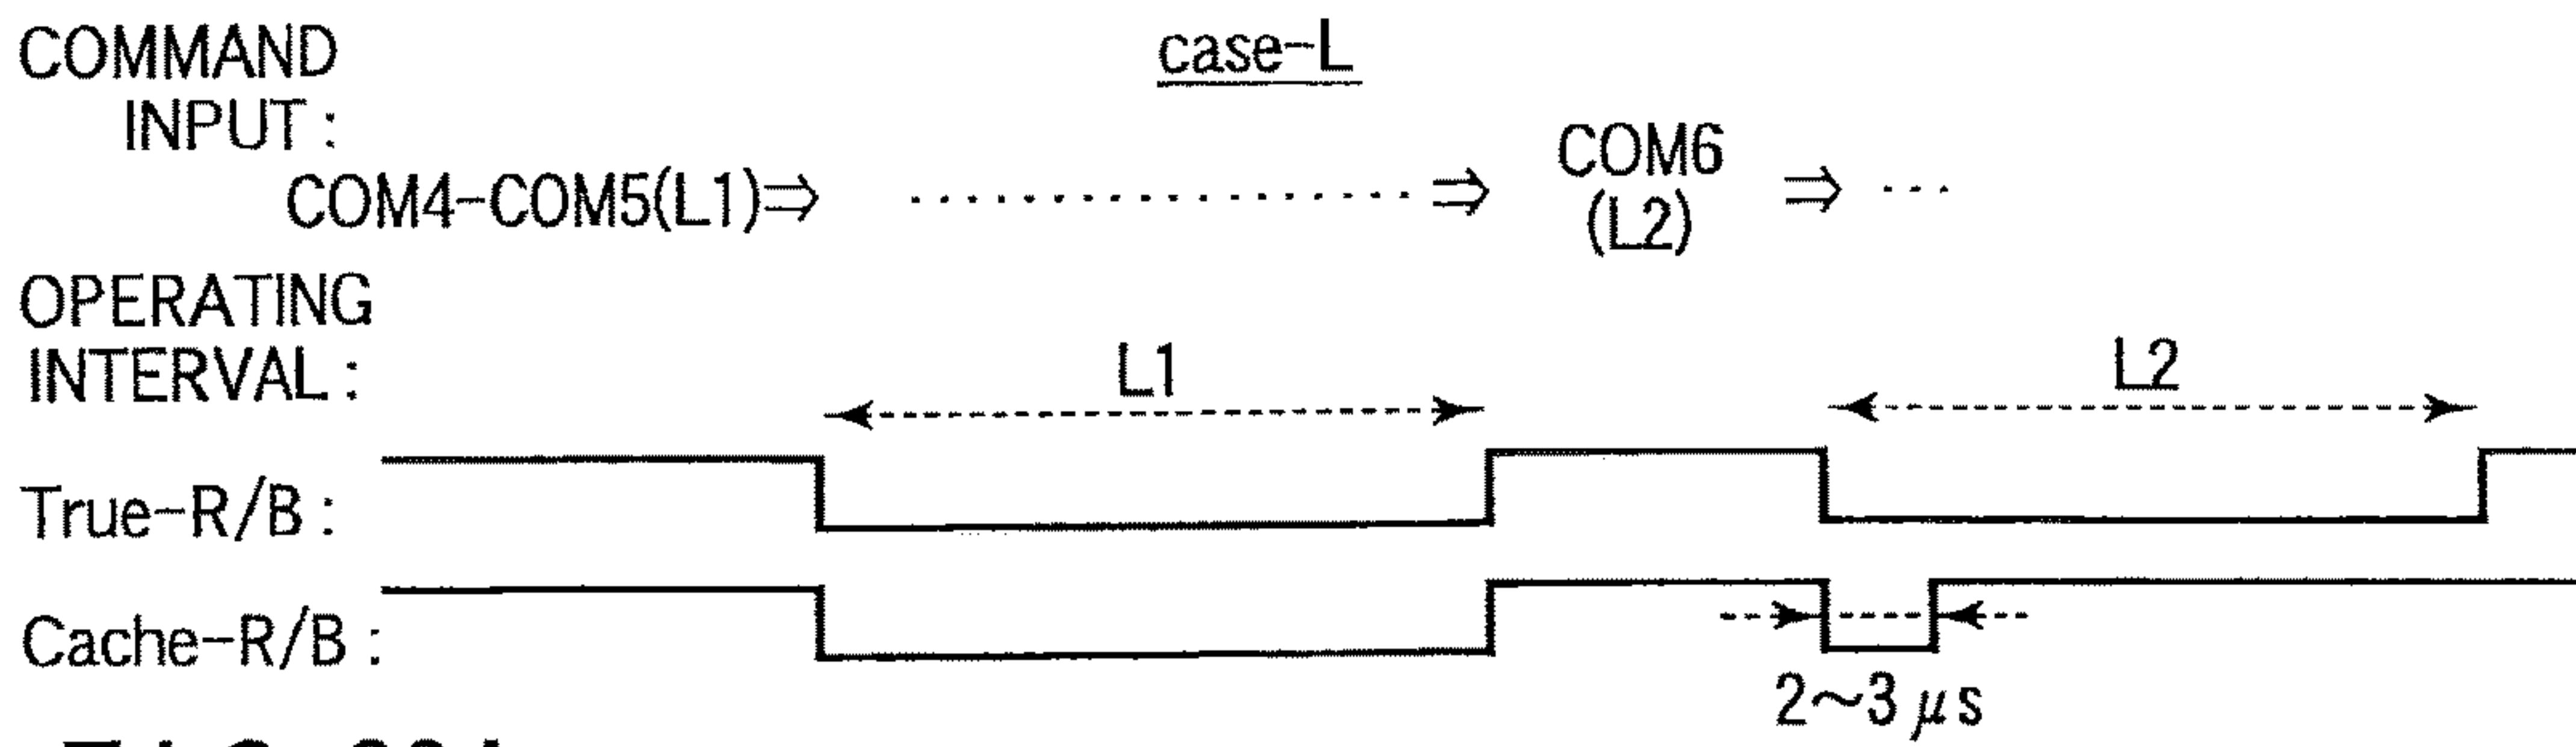 COMMAND
INPUT :
case-L
COM4-COM5(L1)⇒ ·················· ⇒ COM6 ⇒ ···
(L2)
OPERATING
INTERVAL :
L1
L2
True-R/B :
Cache-R/B :
2~3 μs